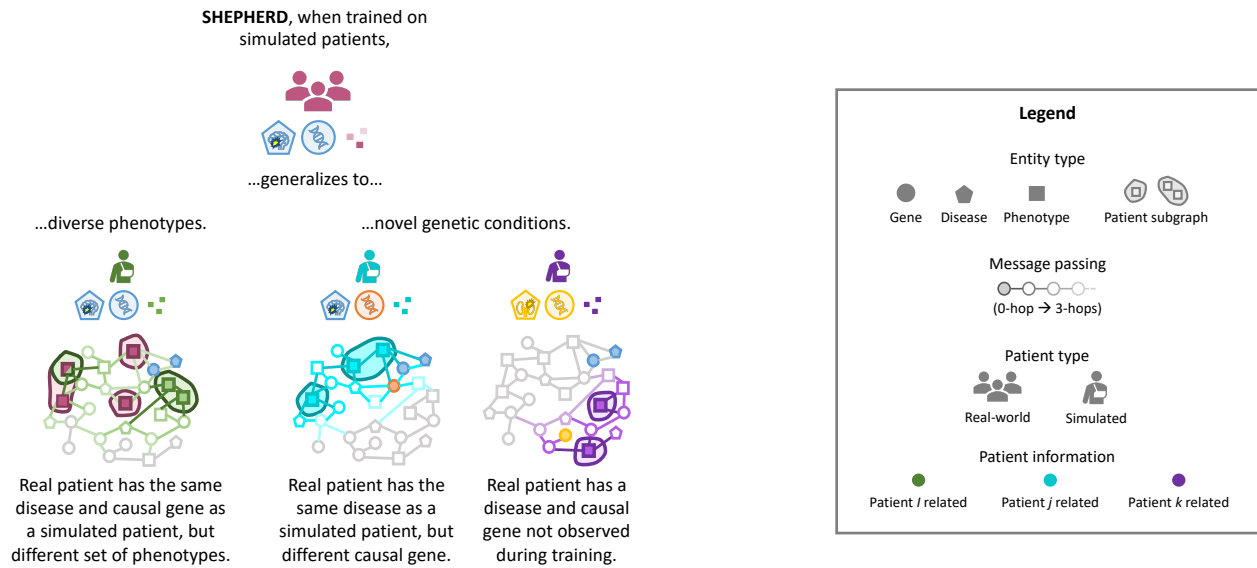 SHEPHERD, when trained on
simulated patients,
…generalizes to…
…diverse phenotypes.
…novel genetic conditions.
Real patient has the same
disease and causal gene as
a simulated patient, but
different set of phenotypes.
Real patient has the
same disease as a
simulated patient, but
different causal gene.
Real patient has a
disease and causal
gene not observed
during training.
Legend
Entity type
Gene
Disease
Phenotype
Patient subgraph
Message passing
(0-hop → 3-hops)
Patient type
Real-world
Simulated
Patient information
Patient I related
Patient j related
Patient k related